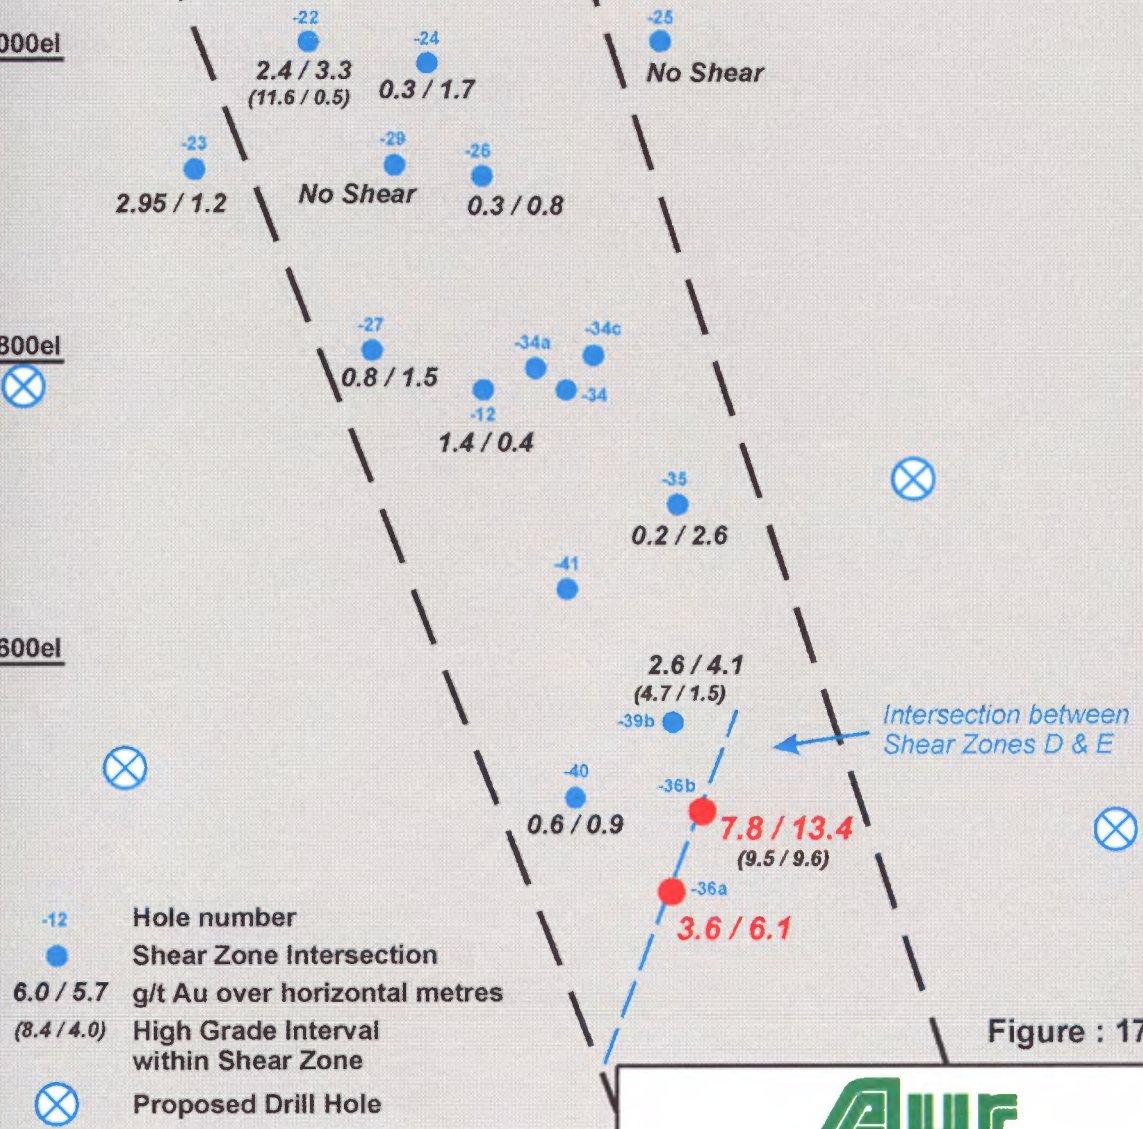 -22
-24
-25
000el
2.4 / 3.3
(11.6 / 0.5)
0.3 / 1.7
No Shear
-23
-29
-26
2.95 / 1.2
No Shear
0.3 / 0.8
-27
-34a
-34c
800el
0.8 / 1.5
-34
-12
1.4 / 0.4
-35
0.2 / 2.6
-41
600el
2.6 / 4.1
(4.7 / 1.5)
-39b
Intersection between
Shear Zones D & E
-40
-36b
0.6 / 0.9
7.8 / 13.4
(9.5 / 9.6)
-36a
3.6 / 6.1
-12 Hole number
Shear Zone Intersection
6.0 / 5.7 g/t Au over horizontal metres
(8.4 / 4.0) High Grade Interval
within Shear Zone
Proposed Drill Hole
Figure : 17
Aur